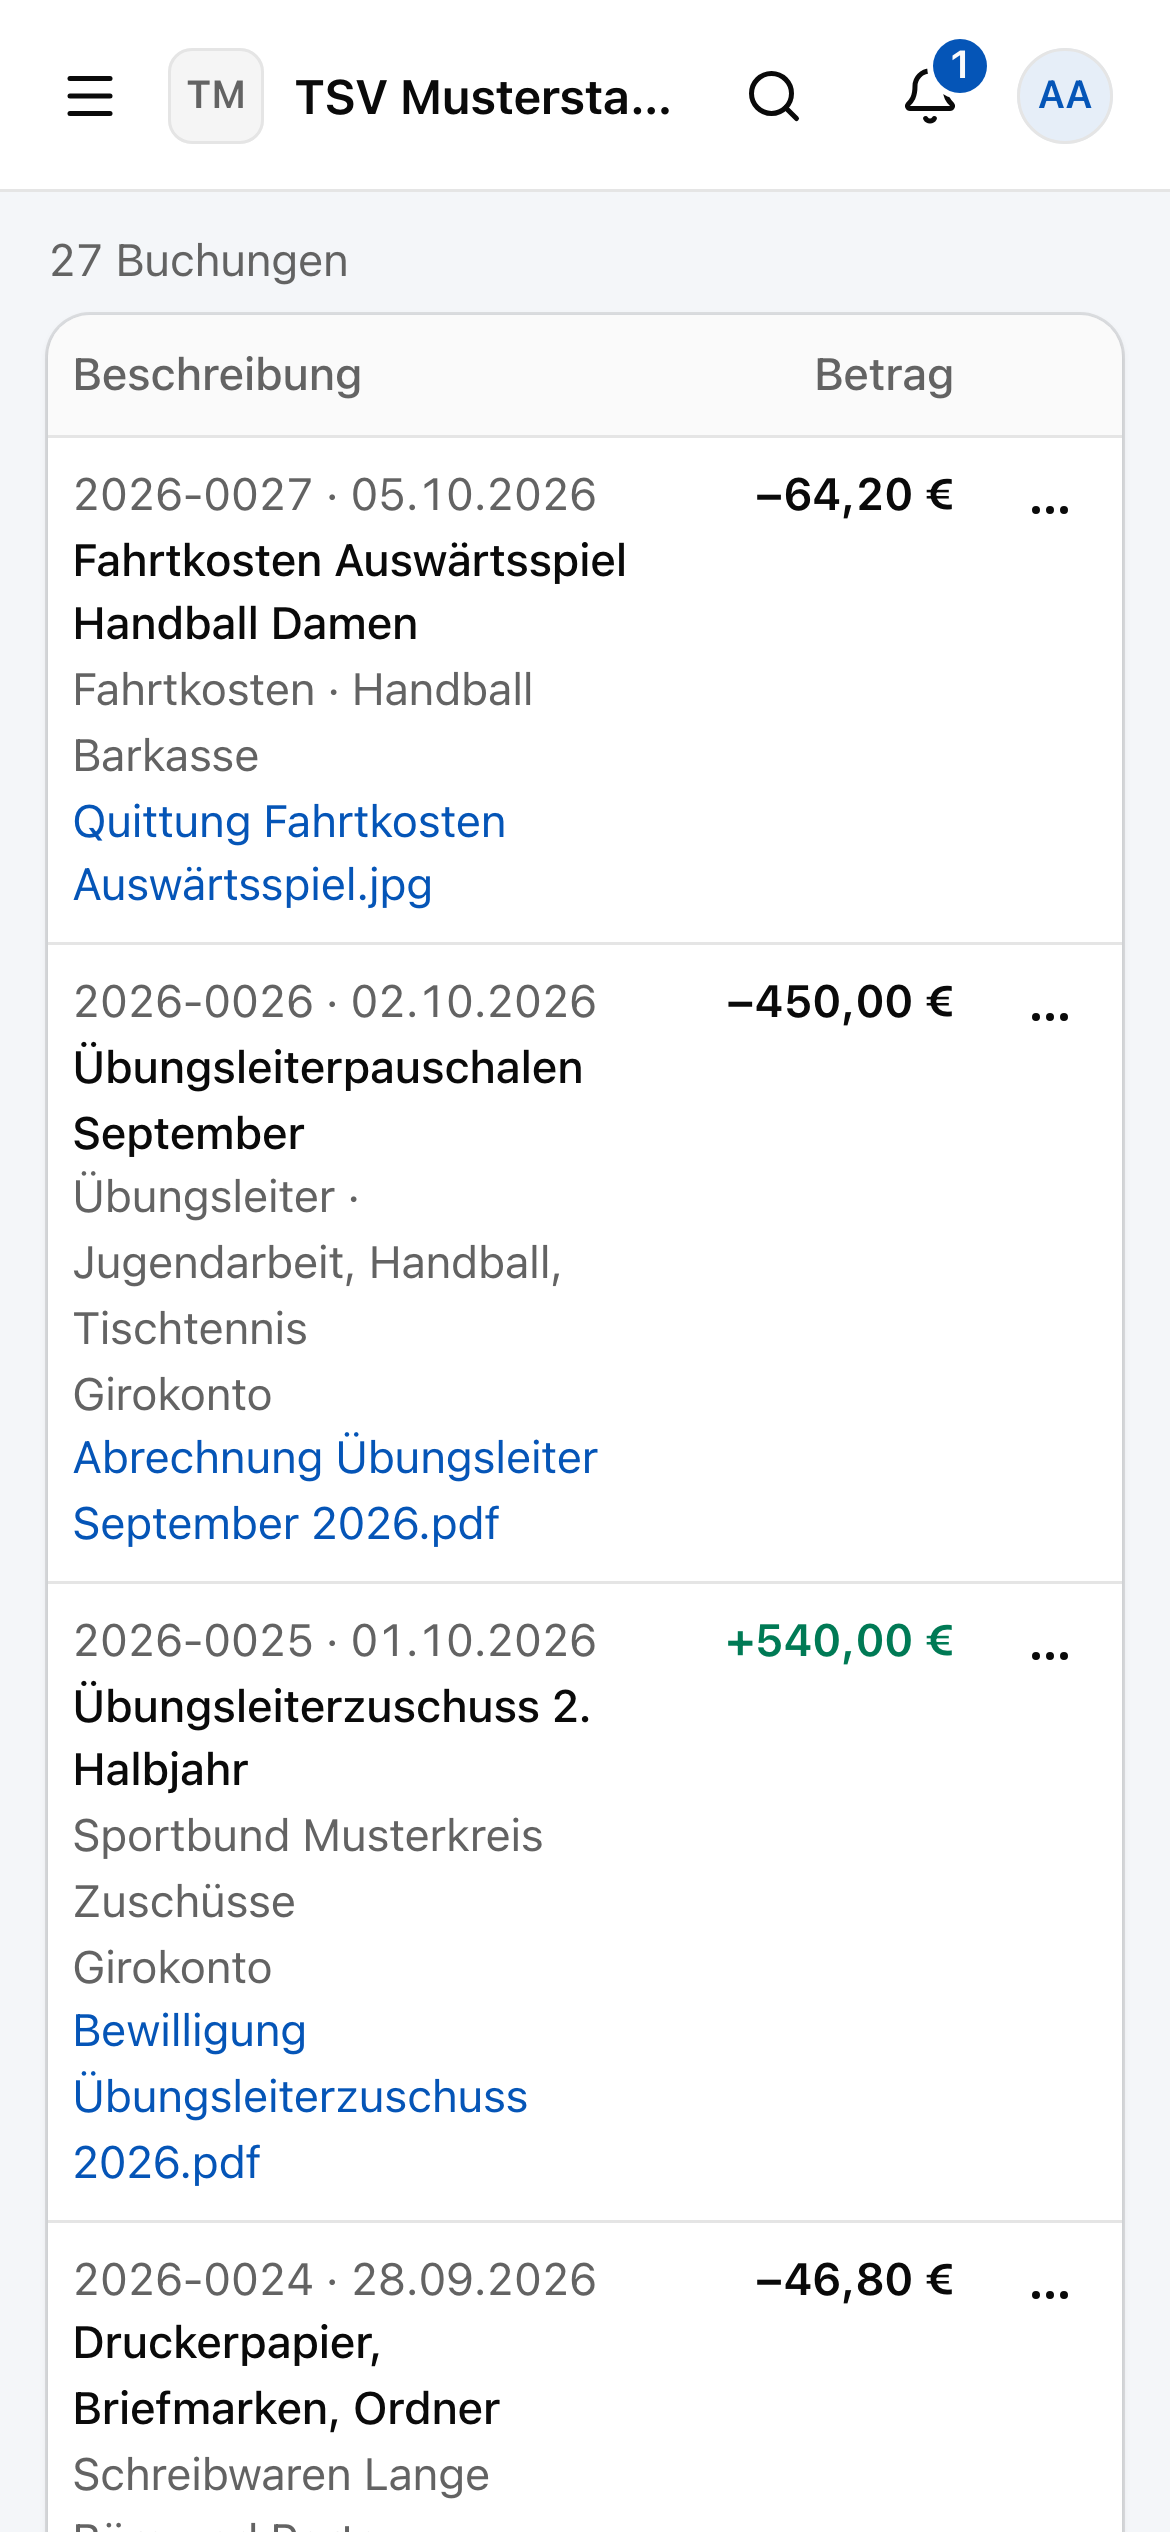 TM TSV Mustersta... 1 AA
27 Buchungen
Beschreibung Betrag
2026-0027 · 05.10.2026 −64,20 € ...
Fahrtkosten Auswärtsspiel
Handball Damen
Fahrtkosten · Handball
Barkasse
Quittung Fahrtkosten
Auswärtsspiel.jpg
2026-0026 · 02.10.2026 −450,00 € ...
Übungsleiterpauschalen
September
Übungsleiter ·
Jugendarbeit, Handball,
Tischtennis
Girokonto
Abrechnung Übungsleiter
September 2026.pdf
2026-0025 · 01.10.2026 +540,00 € ...
Übungsleiterzuschuss 2.
Halbjahr
Sportbund Musterkreis
Zuschüsse
Girokonto
Bewilligung
Übungsleiterzuschuss
2026.pdf
2026-0024 · 28.09.2026 −46,80 € ...
Druckerpapier,
Briefmarken, Ordner
Schreibwaren Lange